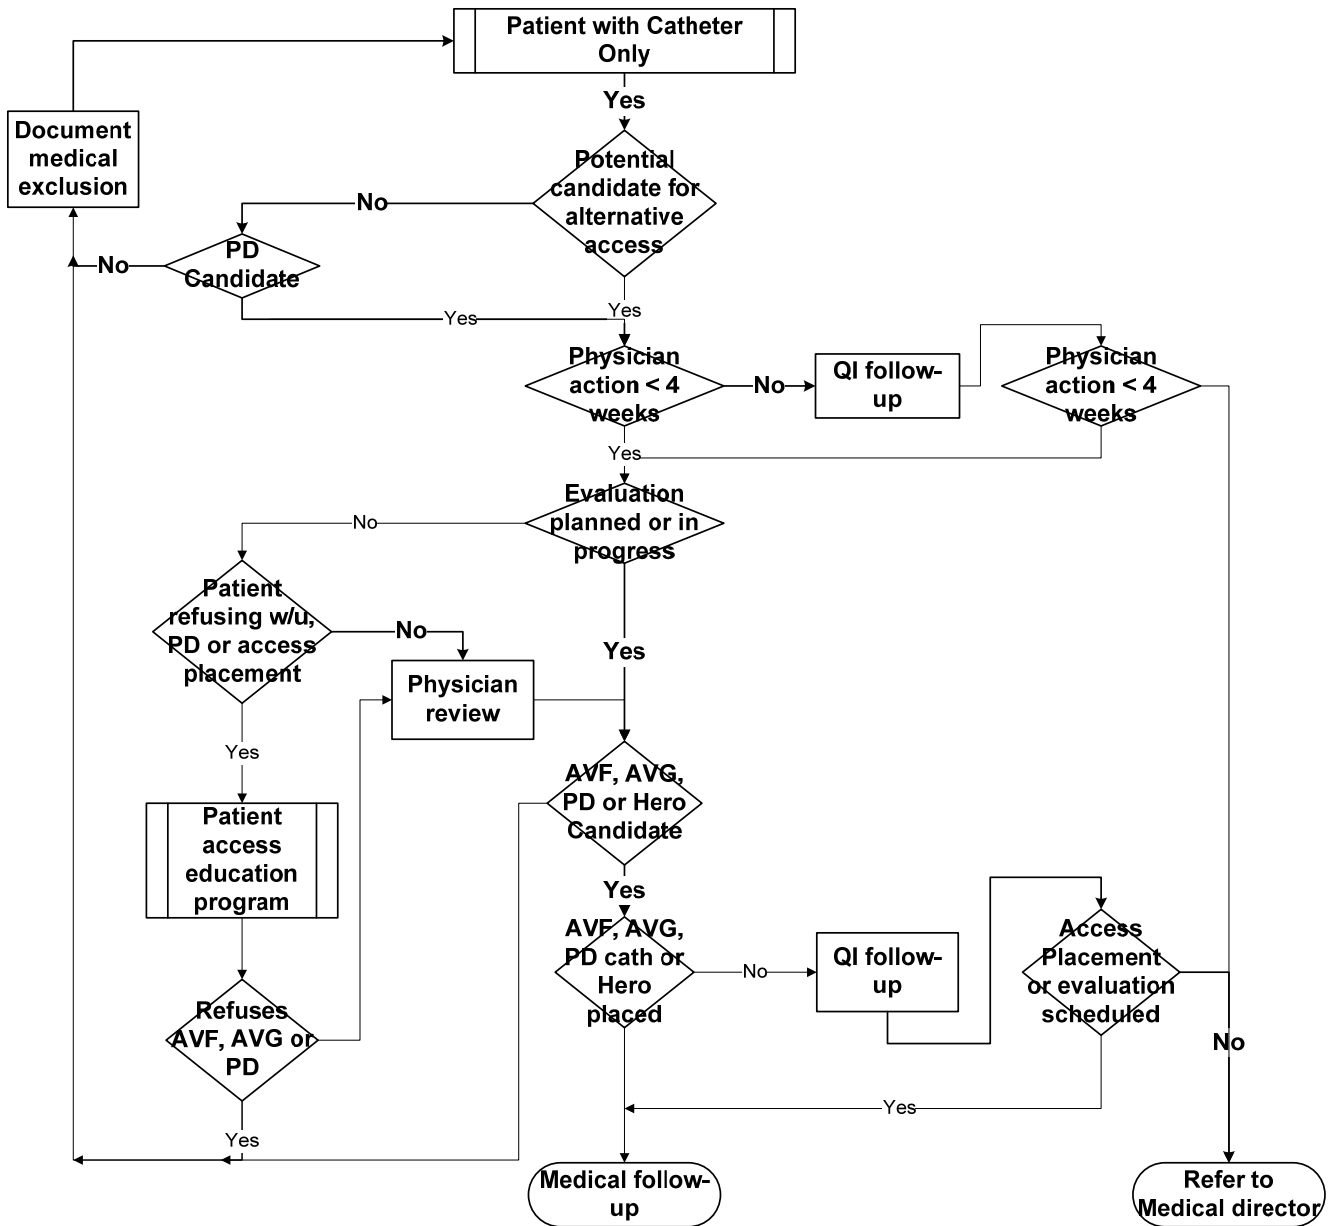 Patient with Catheter
Only
Yes
Document
medical
exclusion
Potential
candidate for
alternative
access
No
PD
Candidate
No
Yes
Yes
Physician
action < 4
weeks
No
QI follow-
up
Physician
action < 4
weeks
Yes
Evaluation
planned or in
progress
No
Patient
refusing w/u,
PD or access
placement
No
Yes
Physician
review
Yes
AVF, AVG,
PD or Hero
Candidate
Patient
access
education
program
Yes
AVF, AVG,
PD cath or
Hero
placed
No
QI follow-
up
Access
Placement
or evaluation
scheduled
Refuses
AVF, AVG or
PD
No
Yes
Yes
Medical follow-
up
Refer to
Medical director